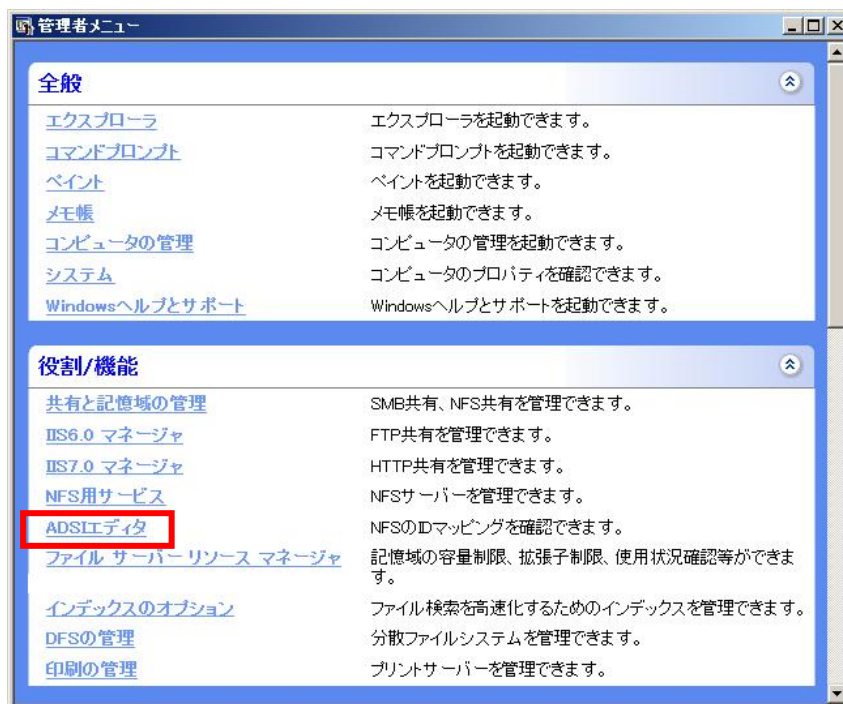 管理者メニュー
全般
エクスプローラ エクスプローラを起動できます。
コマンドプロンプト コマンドプロンプトを起動できます。
ペイント ペイントを起動できます。
メモ帳 メモ帳を起動できます。
コンピュータの管理 コンピュータの管理を起動できます。
システム コンピュータのプロパティを確認できます。
Windowsヘルプとサポート Windowsヘルプとサポートを起動できます。
役割/機能
共有と記憶域の管理 SMB共有、NFS共有を管理できます。
IIS6.0 マネージャ FTP共有を管理できます。
IIS7.0 マネージャ HTTP共有を管理できます。
NFS用サービス NFSサーバーを管理できます。
ADSIエディタ NFSのIDマッピングを確認できます。
ファイル サーバー リソース マネージャ 記憶域の容量制限、拡張子制限、使用状況確認等ができま
す。
インデックスのオプション ファイル検索を高速化するためのインデックスを管理できます。
DFSの管理 分散ファイルシステムを管理できます。
印刷の管理 プリントサーバーを管理できます。